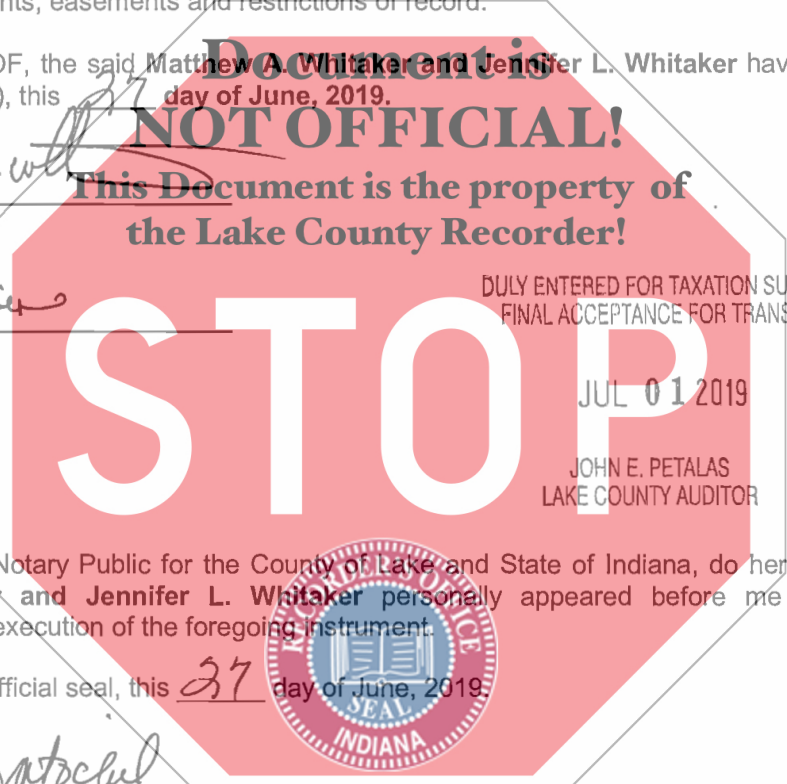 nts, easements and restrictions of record.
OF, the said Matthew A. Whitaker and Jennifer L. Whitaker hav
Document is
), this 27 day of June, 2019.
NOT OFFICIAL!
This Document is the property of
the Lake County Recorder!
DULY ENTERED FOR TAXATION SU
FINAL ACCEPTANCE FOR TRANS
STOP
JUL 01 2019
JOHN E. PETALAS
LAKE COUNTY AUDITOR
Notary Public for the County of Lake and State of Indiana, do her
and Jennifer L. Whitaker personally appeared before me
execution of the foregoing instrument.
RECORDER'S OFFICE
fficial seal, this 27 day of June, 2019.
SEAL
INDIANA